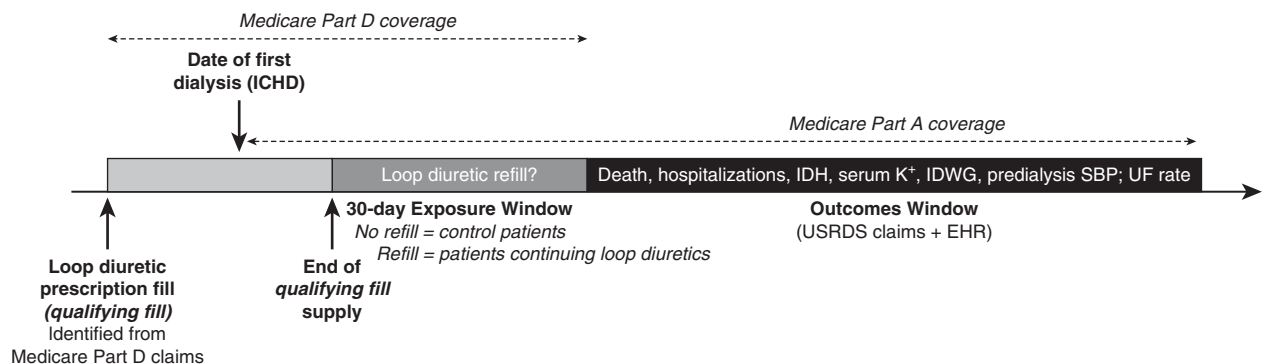 Medicare Part D coverage
Date of first
dialysis (ICHD)
Medicare Part A coverage
Loop diuretic refill?
Death, hospitalizations, IDH, serum K⁺, IDWG, predialysis SBP; UF rate
30-day Exposure Window
No refill = control patients
Refill = patients continuing loop diuretics
Outcomes Window
(USRDS claims + EHR)
Loop diuretic
prescription fill
(qualifying fill)
Identified from
Medicare Part D claims
End of
qualifying fill
supply